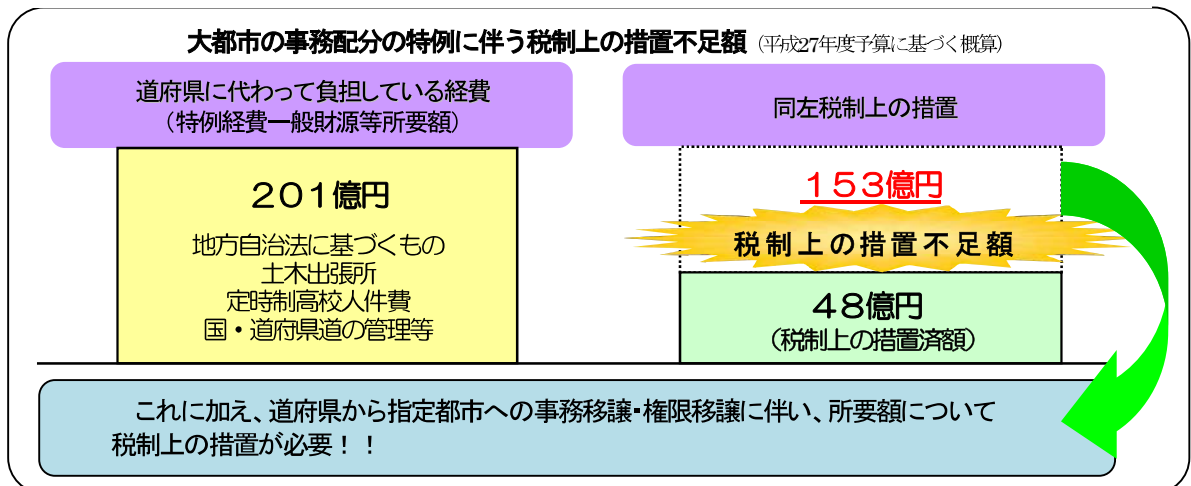 大都市の事務配分の特例に伴う税制上の措置不足額（平成27年度予算に基づく概算）
道府県に代わって負担している経費
（特例経費一般財源等所要額）
２０１億円
地方自治法に基づくもの
土木出張所
定時制高校人件費
国・道府県道の管理等
同左税制上の措置
１５３億円
税制上の措置不足額
４８億円
（税制上の措置済額）
これに加え、道府県から指定都市への事務移譲・権限移譲に伴い、所要額について
税制上の措置が必要！！